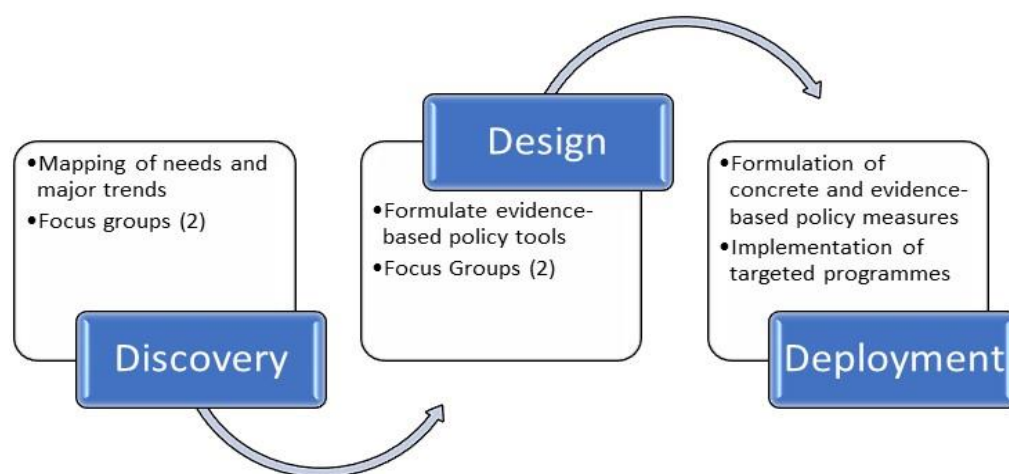 •Mapping of needs and
major trends
•Focus groups (2)
Discovery
Design
•Formulate evidence-
based policy tools
•Focus Groups (2)
•Formulation of
concrete and evidence-
based policy measures
•Implementation of
targeted programmes
Deployment